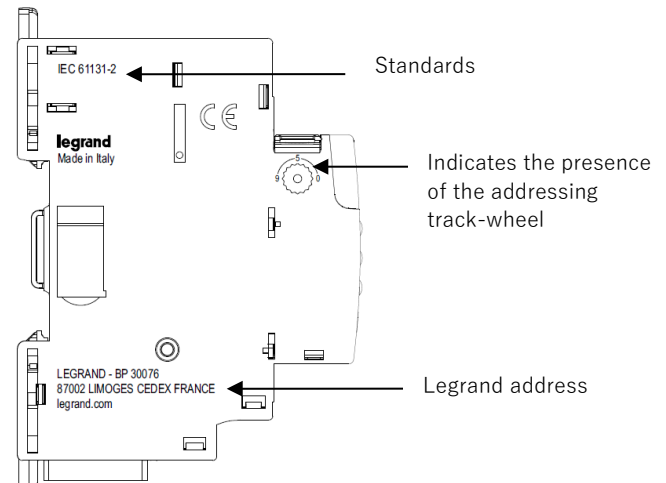 IEC 61131-2
Standards
CE
legrand
Made in Italy
5
9 0
Indicates the presence
of the addressing
track-wheel
LEGRAND - BP 30076
87002 LIMOGES CEDEX FRANCE
legrand.com
Legrand address